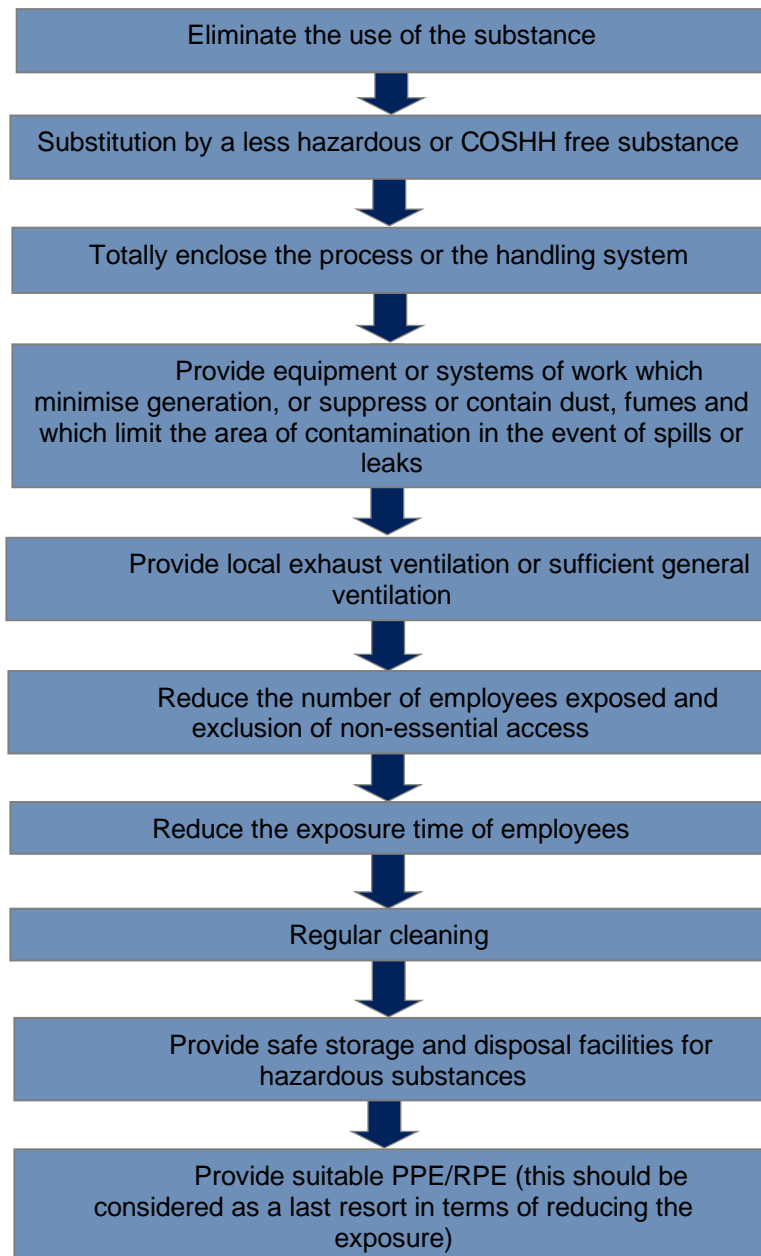 Eliminate the use of the substance
Substitution by a less hazardous or COSHH free substance
Totally enclose the process or the handling system
Provide equipment or systems of work which
minimise generation, or suppress or contain dust, fumes and
which limit the area of contamination in the event of spills or
leaks
Provide local exhaust ventilation or sufficient general
ventilation
Reduce the number of employees exposed and
exclusion of non-essential access
Reduce the exposure time of employees
Regular cleaning
Provide safe storage and disposal facilities for
hazardous substances
Provide suitable PPE/RPE (this should be
considered as a last resort in terms of reducing the
exposure)